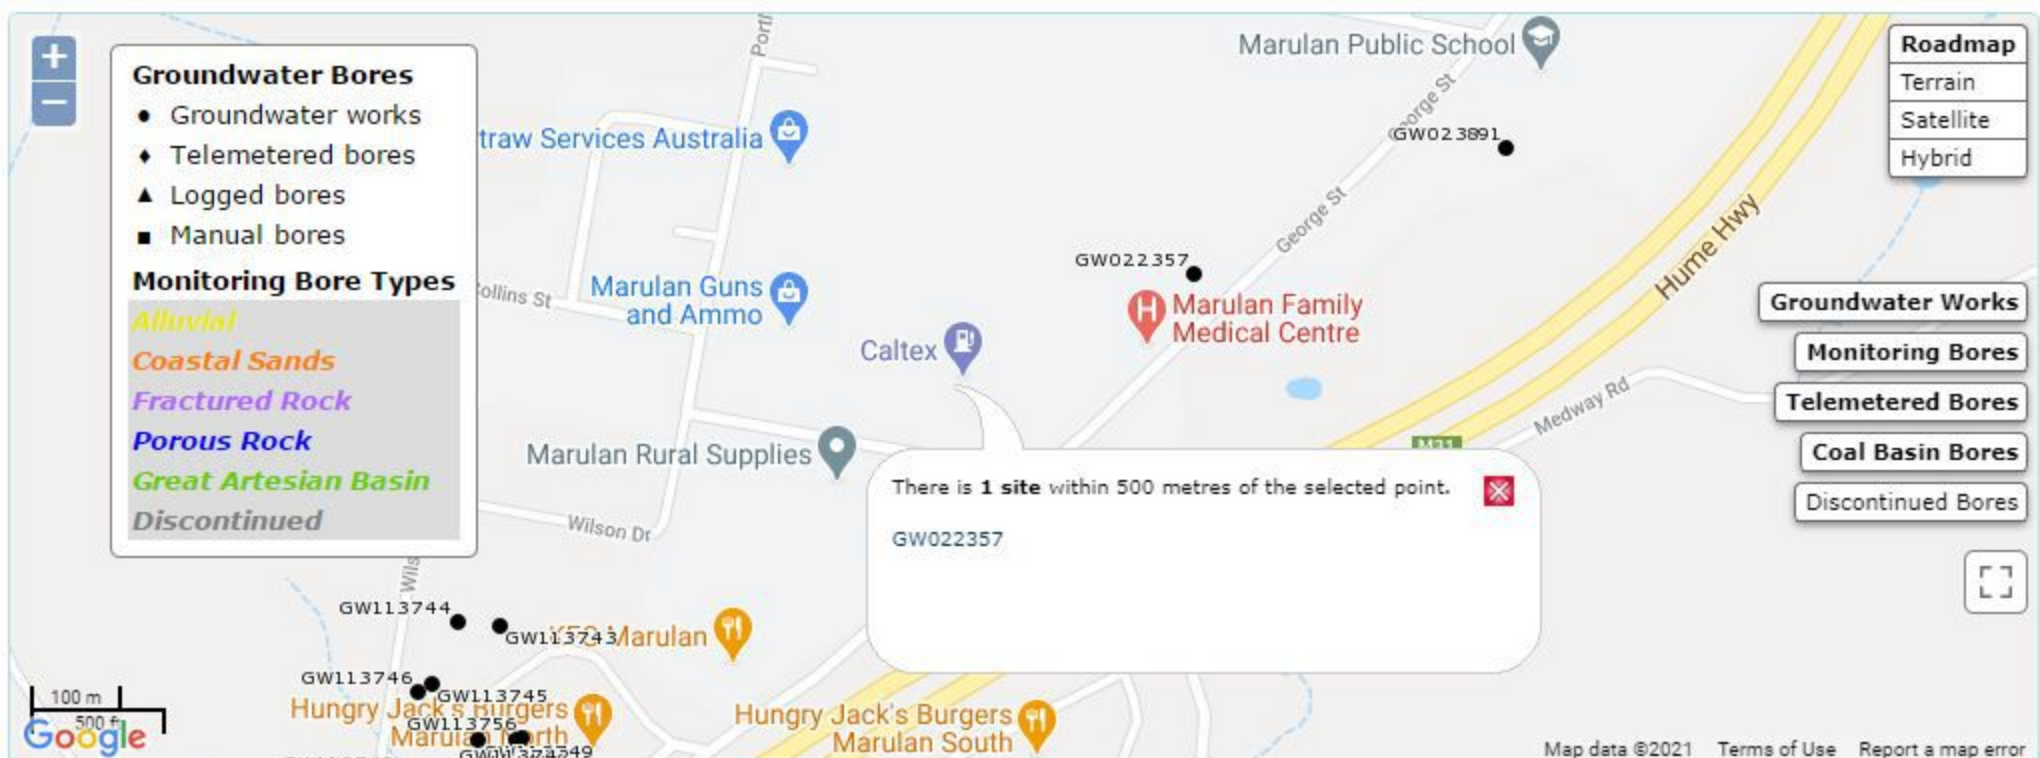 +
−
Groundwater Bores
Groundwater works
Telemetered bores
Logged bores
Manual bores
Monitoring Bore Types
Alluvial
Coastal Sands
Fractured Rock
Porous Rock
Great Artesian Basin
Discontinued
Marulan Public School
George St
GW023891
Services Australia
George St
Hume Hwy
GW022357
Collins St
Marulan Guns
and Ammo
Marulan Family
Medical Centre
Caltex
Medway Rd
M31
Marulan Rural Supplies
Wilson Dr
There is 1 site within 500 metres of the selected point.
GW022357
GW113744
GW113743
Marulan
GW113746
GW113745
Hungry Jack's Burgers
Marulan North
GW113756
Hungry Jack's Burgers
Marulan South
Roadmap
Terrain
Satellite
Hybrid
Groundwater Works
Monitoring Bores
Telemetered Bores
Coal Basin Bores
Discontinued Bores
100 m
500 ft
Google
Map data ©2021 Terms of Use Report a map error